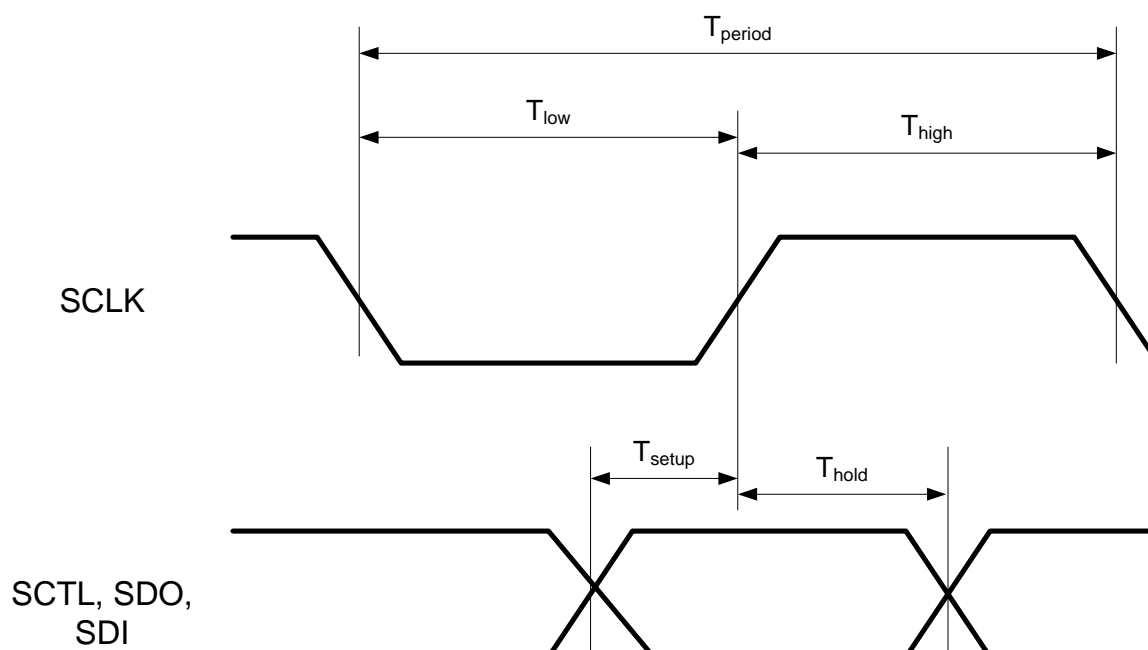 Tperiod
Tlow
Thigh
SCLK
Tsetup
Thold
SCTL, SDO,
SDI